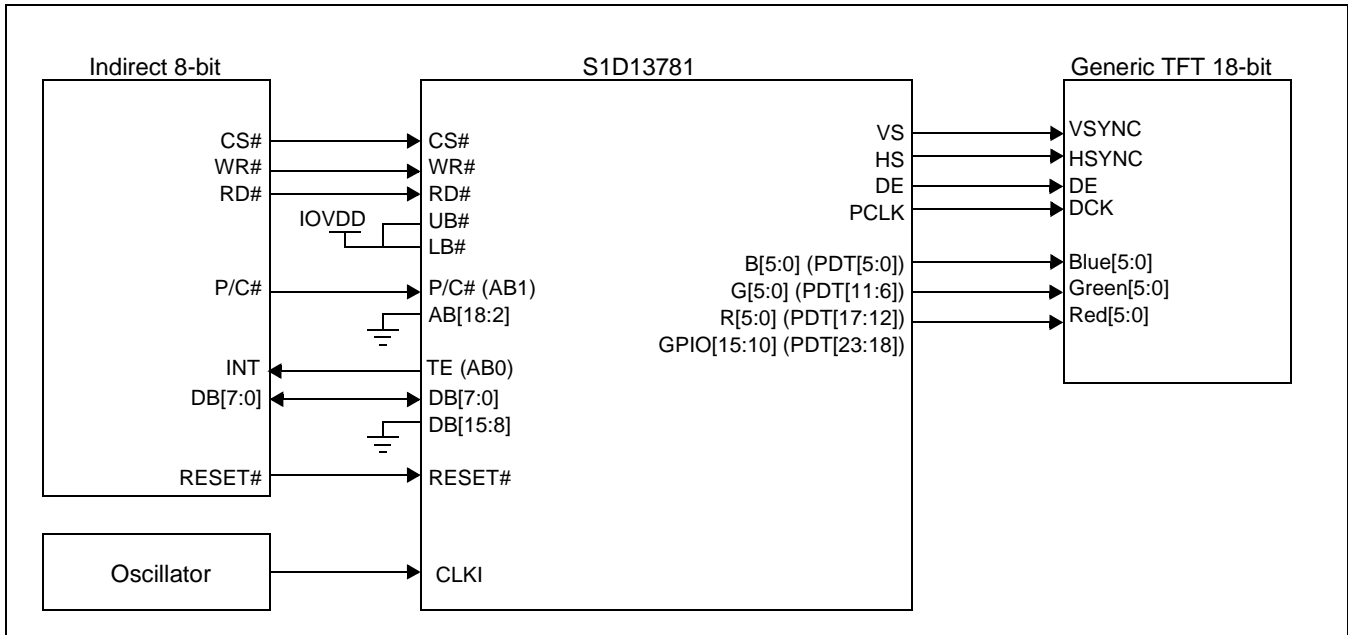 Indirect 8-bit
CS#
WR#
RD#
P/C#
INT
DB[7:0]
RESET#
Oscillator
IOVDD
S1D13781
CS#
WR#
RD#
UB#
LB#
P/C# (AB1)
AB[18:2]
TE (AB0)
DB[7:0]
DB[15:8]
RESET#
CLKI
VS
HS
DE
PCLK
B[5:0] (PDT[5:0])
G[5:0] (PDT[11:6])
R[5:0] (PDT[17:12])
GPIO[15:10] (PDT[23:18])
Generic TFT 18-bit
VSYNC
HSYNC
DE
DCK
Blue[5:0]
Green[5:0]
Red[5:0]